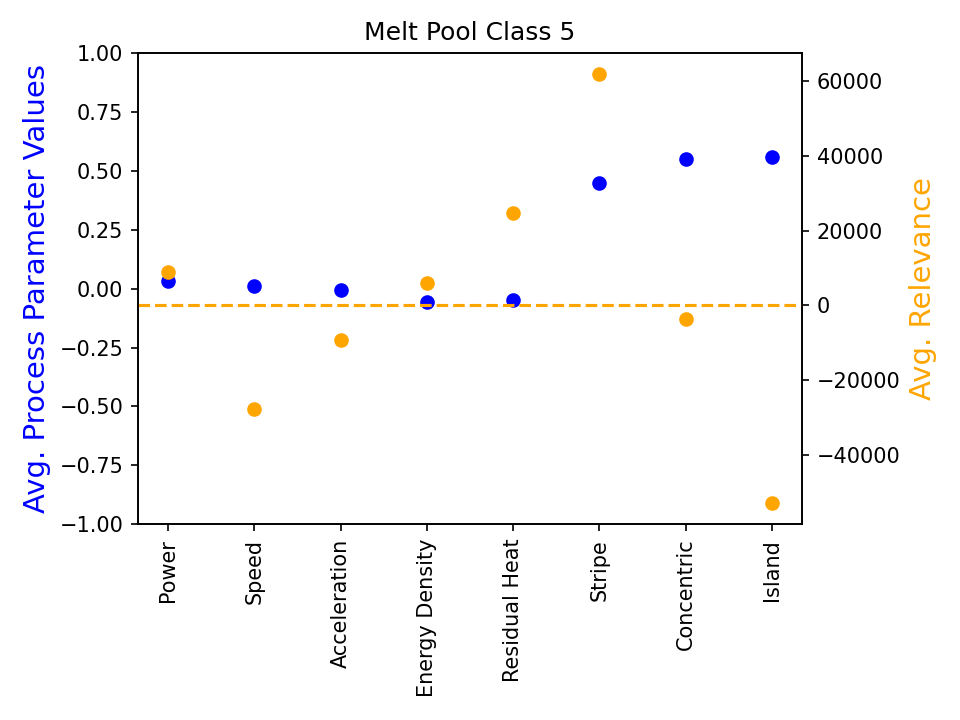 Melt Pool Class 5
Avg. Process Parameter Values
1.00
0.75
0.50
0.25
0.00
−0.25
−0.50
−0.75
−1.00
60000
40000
20000
0
−20000
−40000
Avg. Relevance
Power
Speed
Acceleration
Energy Density
Residual Heat
Stripe
Concentric
Island